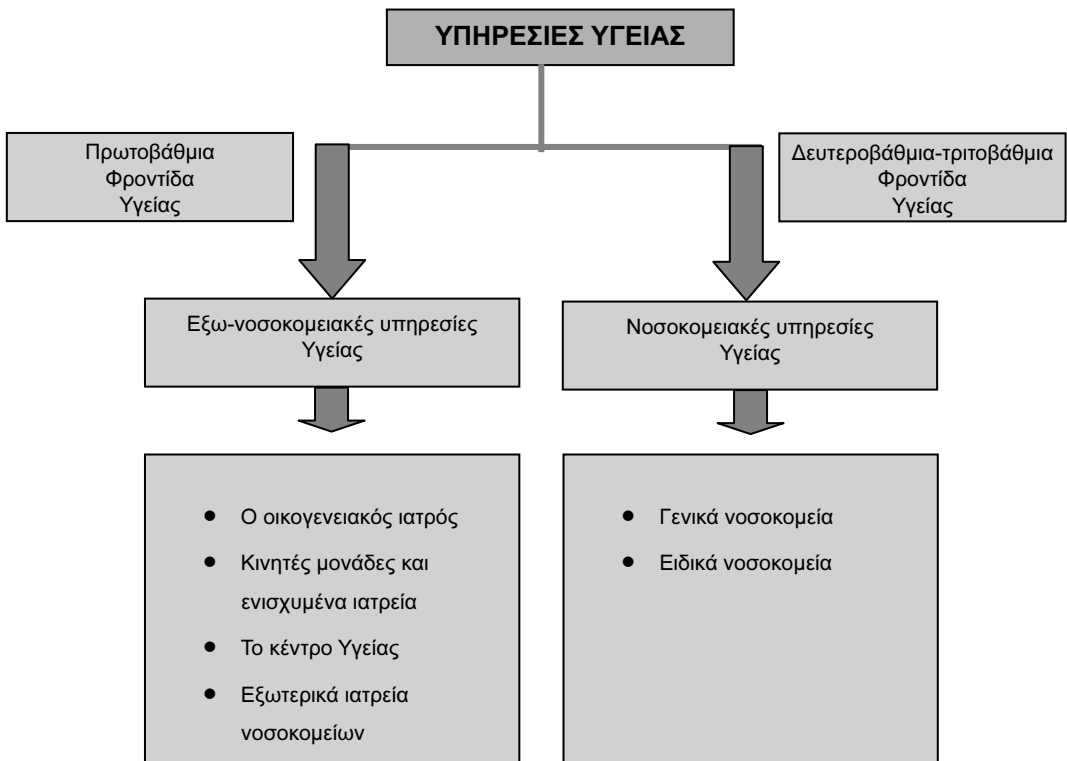 ΥΠΗΡΕΣΙΕΣ ΥΓΕΙΑΣ
Πρωτοβάθμια
Φροντίδα
Υγείας
Δευτεροβάθμια-τριτοβάθμια
Φροντίδα
Υγείας
Εξω-νοσοκομειακές υπηρεσίες
Υγείας
Νοσοκομειακές υπηρεσίες
Υγείας
● Ο οικογενειακός ιατρός
● Κινητές μονάδες και
ενισχυμένα ιατρεία
● Το κέντρο Υγείας
● Εξωτερικά ιατρεία
νοσοκομείων
● Γενικά νοσοκομεία
● Ειδικά νοσοκομεία